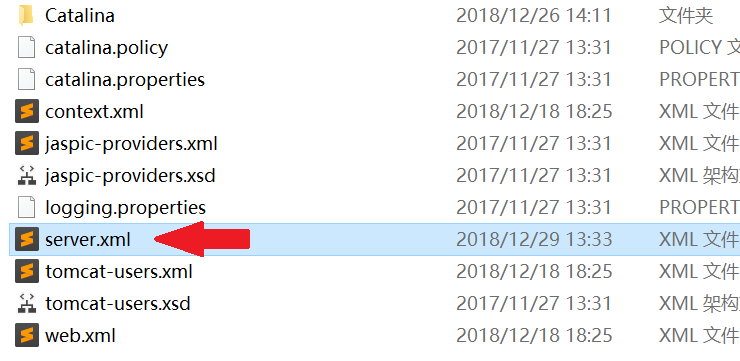 Catalina 2018/12/26 14:11 文件夹
catalina.policy 2017/11/27 13:31 POLICY 文
catalina.properties 2017/11/27 13:31 PROPERT
context.xml 2018/12/18 18:25 XML 文件
jaspic-providers.xml 2017/11/27 13:31 XML 文件
jaspic-providers.xsd 2017/11/27 13:31 XML 架构
logging.properties 2017/11/27 13:31 PROPERT
server.xml 2018/12/29 13:33 XML 文件
tomcat-users.xml 2018/12/18 18:25 XML 文件
tomcat-users.xsd 2017/11/27 13:31 XML 架构
web.xml 2018/12/18 18:25 XML 文件